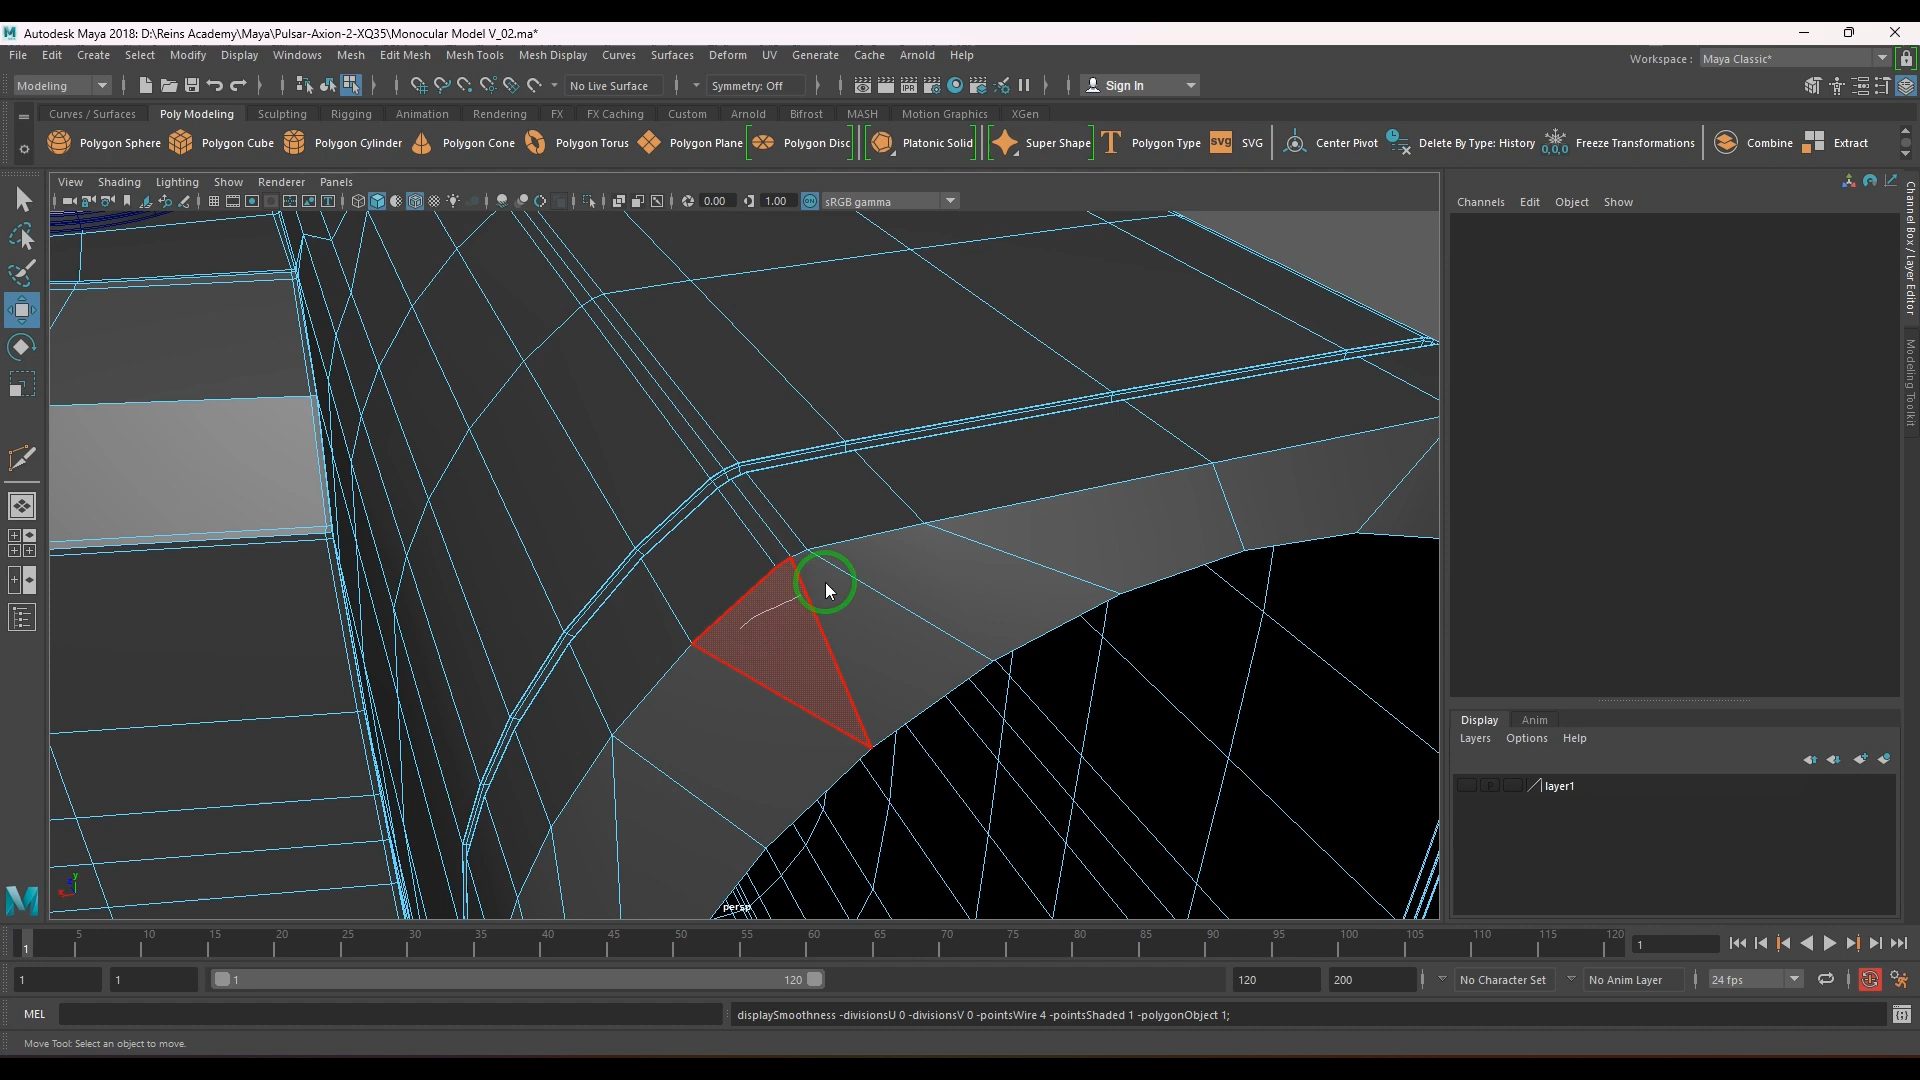 Autodesk Maya 2018: D:\Reins Academy\Maya\Pulsar-Axion-2-XQ35\Monocular Model V_02.ma*
File Edit Create Select Modify Display Windows Mesh Edit Mesh Mesh Tools Mesh Display Curves Surfaces Deform UV Generate Cache Arnold Help
Workspace : Maya Classic*
Modeling No Live Surface Symmetry: Off Sign In
Curves / Surfaces Poly Modeling Sculpting Rigging Animation Rendering FX FX Caching Custom Arnold Bifrost MASH Motion Graphics XGen
Polygon Sphere Polygon Cube Polygon Cylinder Polygon Cone Polygon Torus Polygon Plane Polygon Disc Platonic Solid Super Shape Polygon Type SVG Center Pivot Delete By Type: History Freeze Transformations Combine Extract
View Shading Lighting Show Renderer Panels
0.00 1.00 sRGB gamma
Channels Edit Object Show
Channel Box / Layer Editor
Modeling Toolkit
Display Anim
Layers Options Help
P layer1
persp
5 10 15 20 25 30 35 40 45 50 55 60 65 70 75 80 85 90 95 100 105 110 115 120
1 1
1 1 1 120 120 200 No Character Set No Anim Layer 24 fps
MEL displaySmoothness -divisionsU 0 -divisionsV 0 -pointsWire 4 -pointsShaded 1 -polygonObject 1;
Move Tool: Select an object to move.